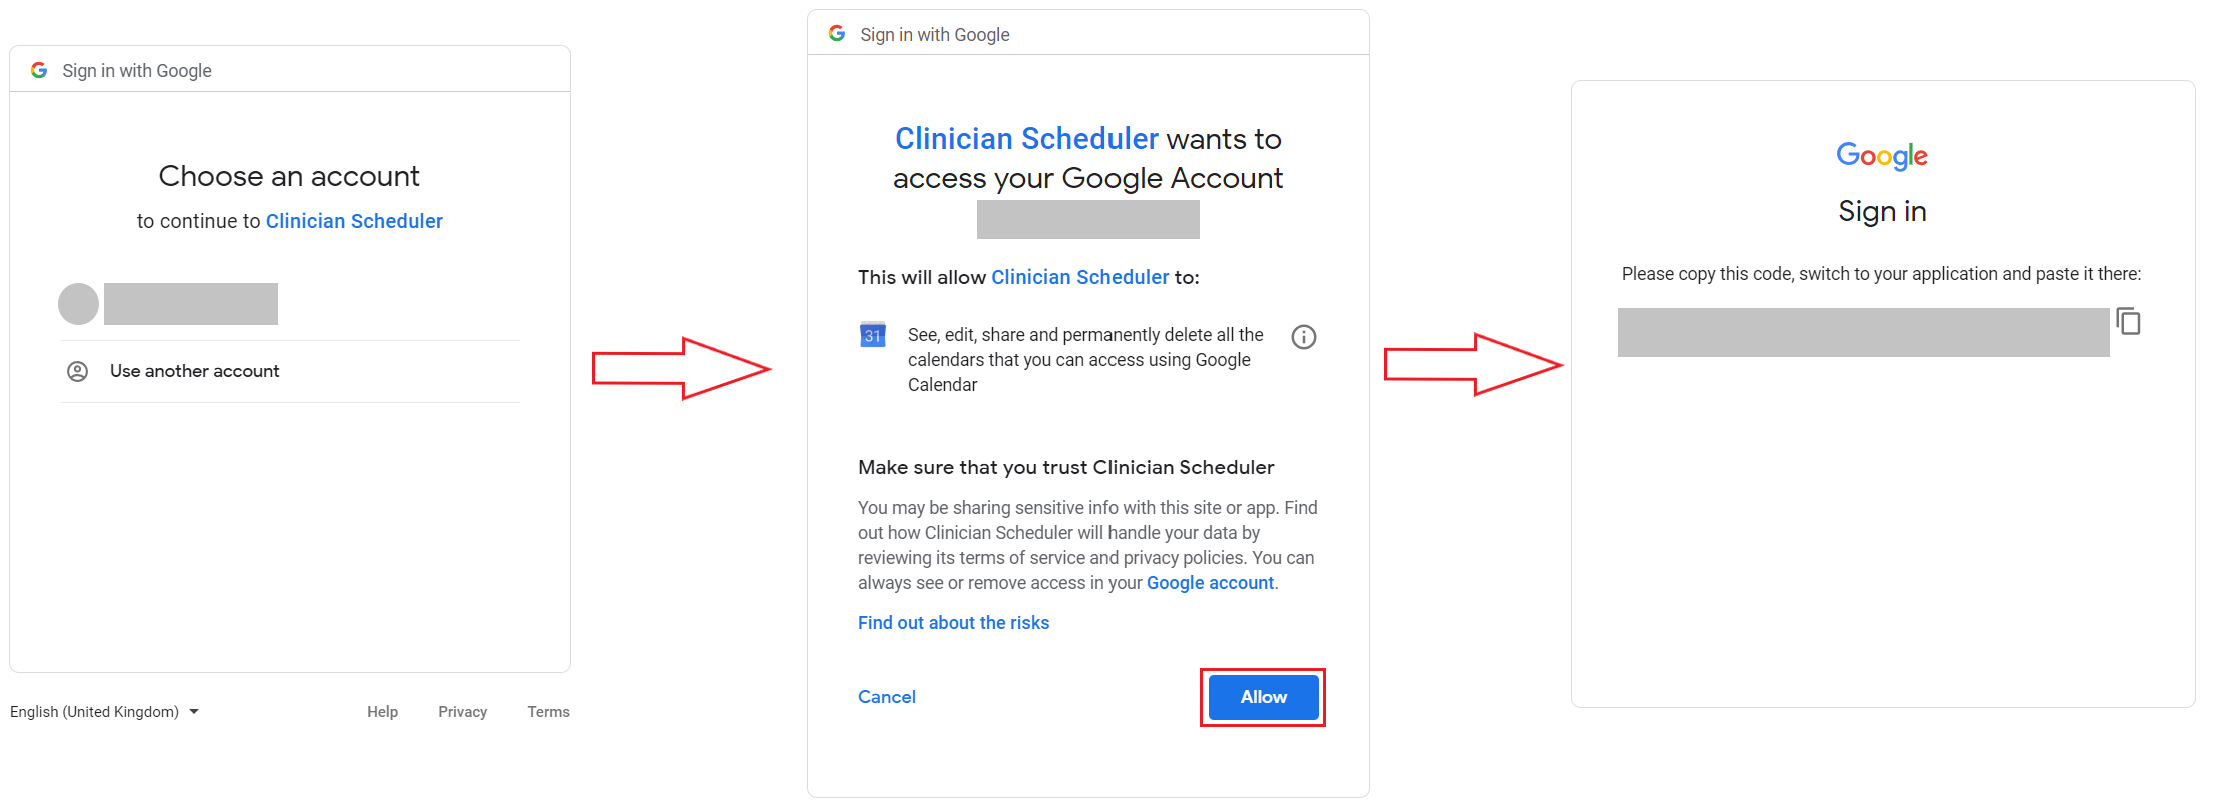 Sign in with Google
Choose an account
to continue to Clinician Scheduler
Use another account
English (United Kingdom)
Help
Privacy
Terms
Sign in with Google
Clinician Scheduler wants to
access your Google Account
This will allow Clinician Scheduler to:
31
See, edit, share and permanently delete all the
calendars that you can access using Google
Calendar
Make sure that you trust Clinician Scheduler
You may be sharing sensitive info with this site or app. Find
out how Clinician Scheduler will handle your data by
reviewing its terms of service and privacy policies. You can
always see or remove access in your Google account.
Find out about the risks
Cancel
Allow
Google
Sign in
Please copy this code, switch to your application and paste it there: